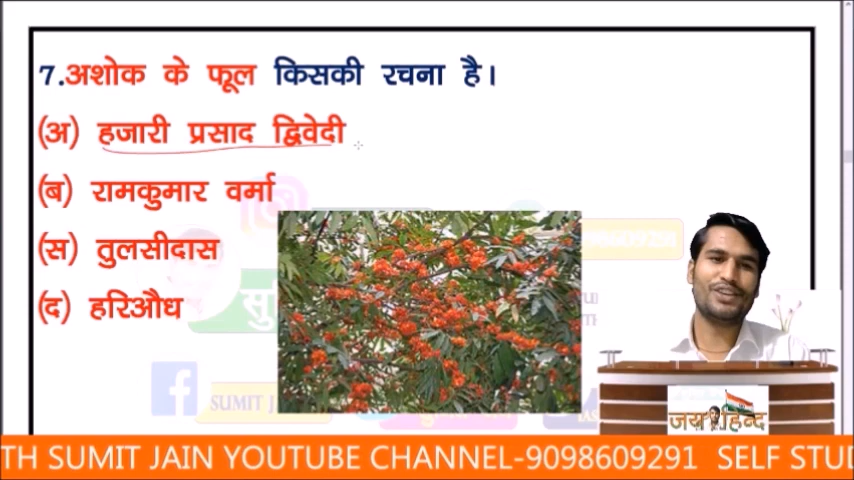 7.अशोक के फूल किसकी रचना है।
(अ) हजारी प्रसाद द्विवेदी
(ब) रामकुमार वर्मा
(स) तुलसीदास
(द) हरिऔध
SUMIT J
जय हिन्द
TH SUMIT JAIN YOUTUBE CHANNEL-9098609291 SELF STUD